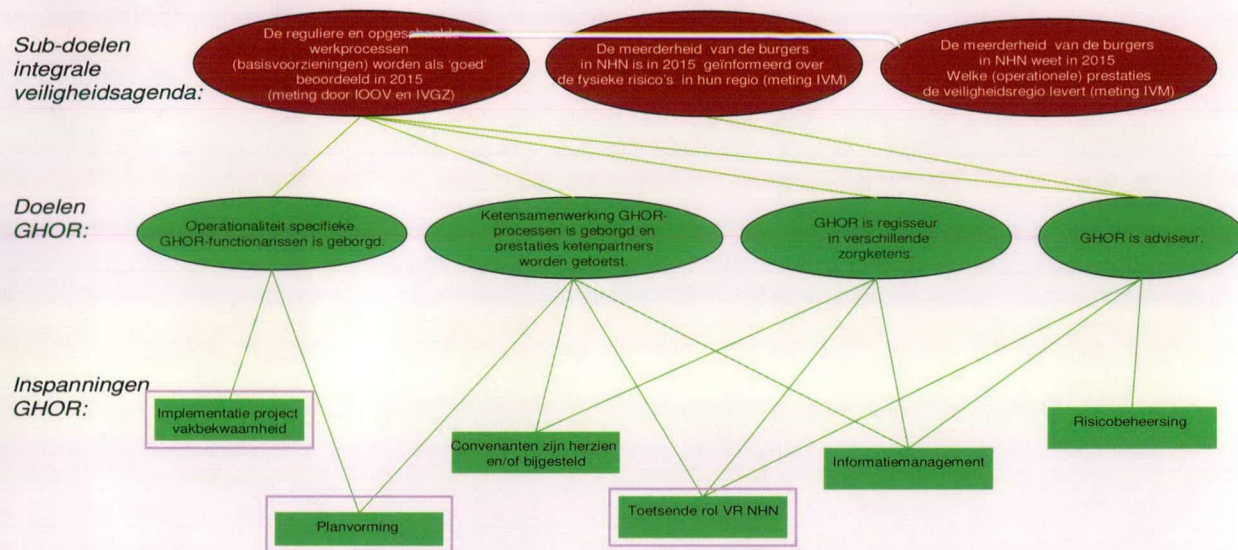 Sub-doelen
integrale
veiligheidsagenda:
De reguliere en opgeschaalde
werkprocessen
(basisvoorzieningen) worden als 'goed'
beoordeeld in 2015
(meting door IOOV en IVGZ)
De meerderheid van de burgers
in NHN is in 2015 geïnformeerd over
de fysieke risico's in hun regio (meting IVM)
De meerderheid van de burgers
in NHN weet in 2015
Welke (operationele) prestaties
de veiligheidsregio levert (meting IVM)
Doelen
GHOR:
Operationaliteit specifieke
GHOR-functionarissen is geborgd.
Ketensamenwerking GHOR-
processen is geborgd en
prestaties ketenpartners
worden getoetst.
GHOR is regisseur
in verschillende
zorgketens.
GHOR is adviseur.
Inspanningen
GHOR:
Implementatie project
vakbekwaamheid
Planvorming
Convenanten zijn herzien
en/of bijgesteld
Toetsende rol VR NHN
Informatiemanagement
Risicobeheersing